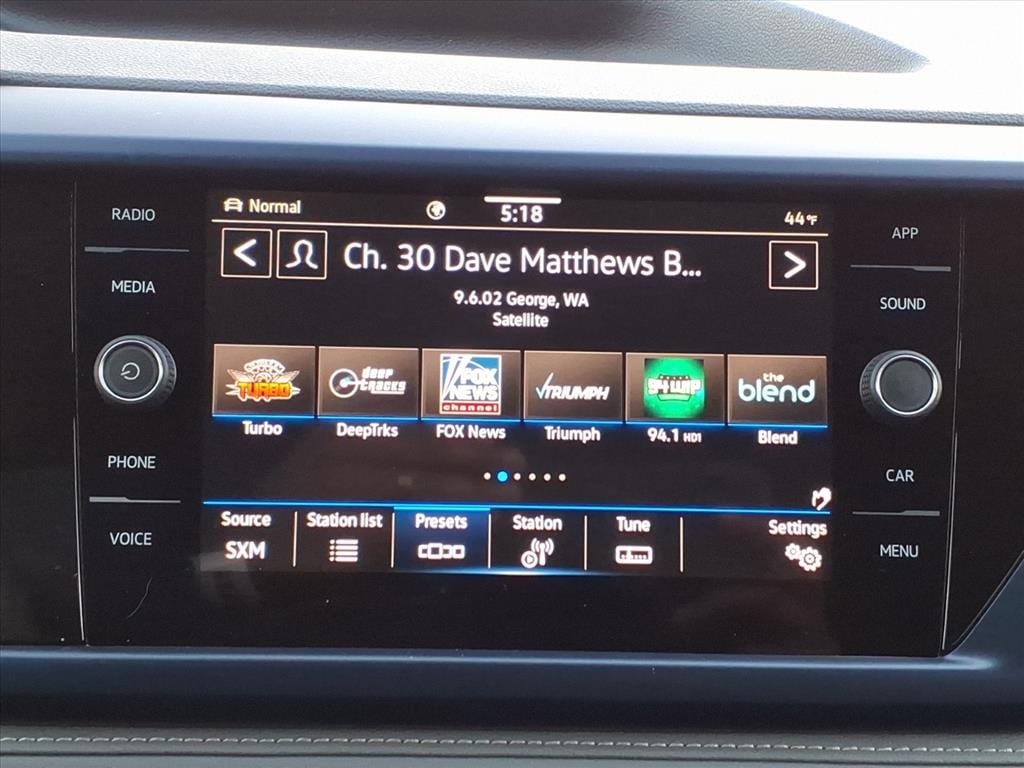 RADIO
MEDIA
PHONE
VOICE
Normal
5:18
44°F
< Ch. 30 Dave Matthews B... >
9.6.02 George, WA
Satellite
TURBO
deep tracks
FOX NEWS channel
TRIUMPH
94WIP
the blend
Turbo
DeepTrks
FOX News
Triumph
94.1 HD1
Blend
Source
SXM
Station list
Presets
Station
Tune
Settings
APP
SOUND
CAR
MENU